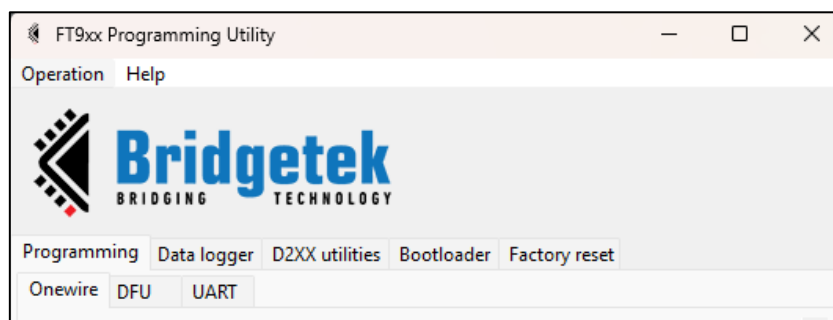 FT9xx Programming Utility
Operation Help
Bridgetek
BRIDGING TECHNOLOGY
Programming Data logger D2XX utilities Bootloader Factory reset
Onewire DFU UART